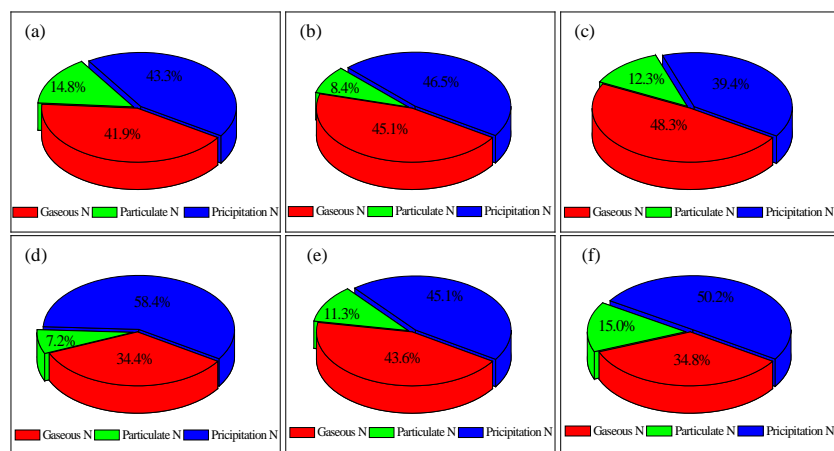 (a)
43.3%
14.8%
41.9%
Gaseous N Particulate N Pricipitation N
(b)
46.5%
8.4%
45.1%
Gaseous N Particulate N Pricipitation N
(c)
12.3%
39.4%
48.3%
Gaseous N Particulate N Pricipitation N
(d)
58.4%
7.2%
34.4%
Gaseous N Particulate N Pricipitation N
(e)
45.1%
11.3%
43.6%
Gaseous N Particulate N Pricipitation N
(f)
50.2%
15.0%
34.8%
Gaseous N Particulate N Pricipitation N